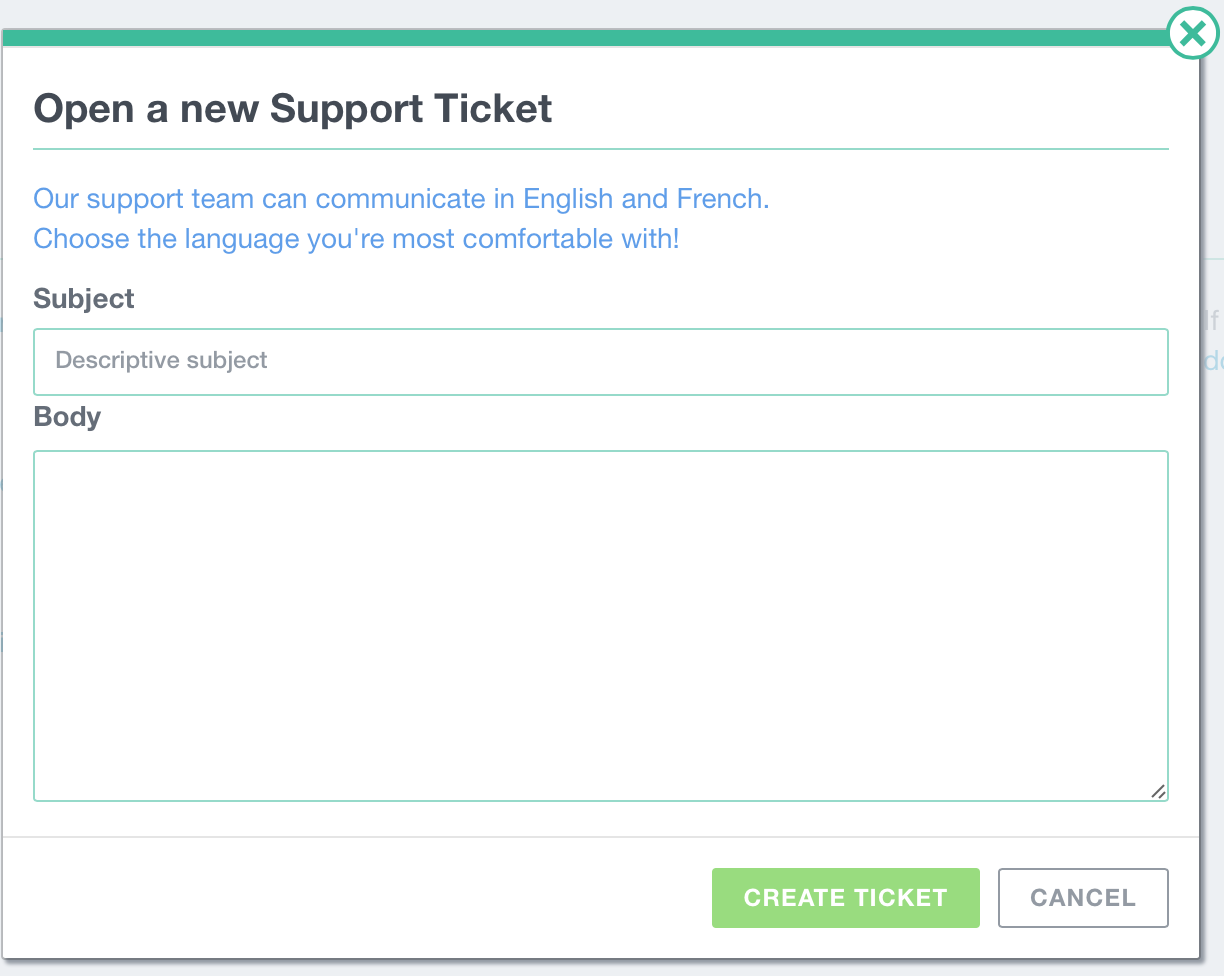 Open a new Support Ticket
Our support team can communicate in English and French.
Choose the language you're most comfortable with!
Subject
If
Descriptive subject
Body
CREATE TICKET
CANCEL